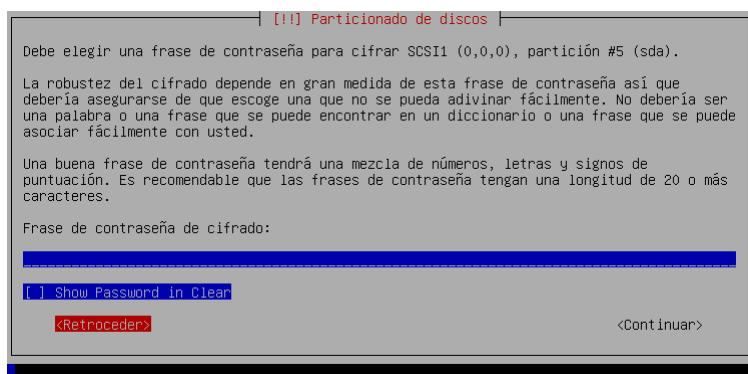 [!!] Particionado de discos
Debe elegir una frase de contraseña para cifrar SCSI1 (0,0,0), partición #5 (sda).
La robustez del cifrado depende en gran medida de esta frase de contraseña así que
debería asegurarse de que escoge una que no se pueda adivinar fácilmente. No debería ser
una palabra o una frase que se puede encontrar en un diccionario o una frase que se puede
asociar fácilmente con usted.
Una buena frase de contraseña tendrá una mezcla de números, letras y signos de
puntuación. Es recomendable que las frases de contraseña tengan una longitud de 20 o más
caracteres.
Frase de contraseña de cifrado:
[ ] Show Password in Clear
<Retroceder> <Continuar>